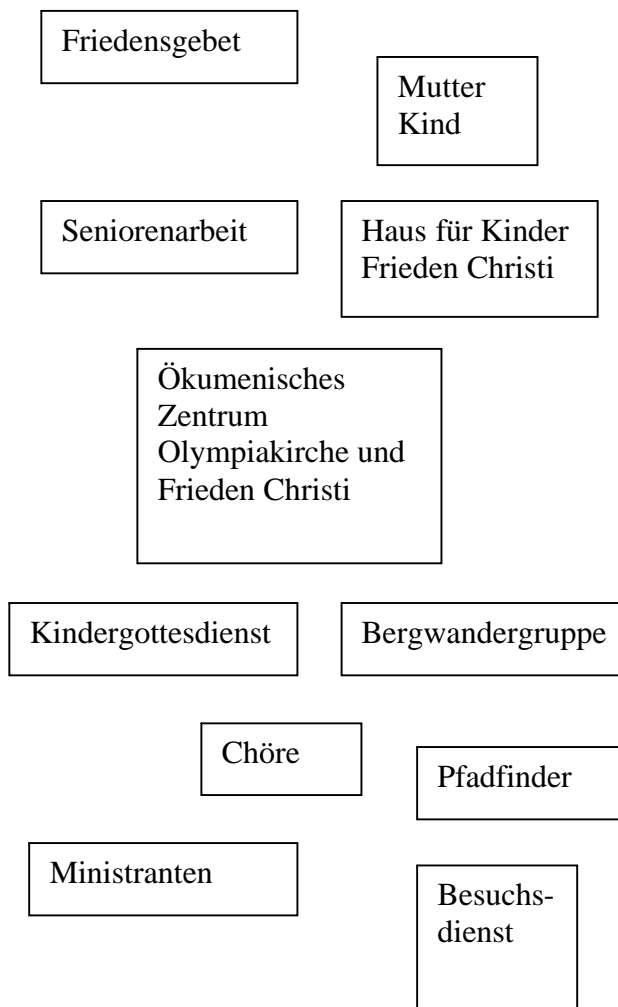 Friedensgebet
Mutter
Kind
Seniorenarbeit
Haus für Kinder
Frieden Christi
Ökumenisches
Zentrum
Olympiakirche und
Frieden Christi
Kindergottesdienst
Bergwandergruppe
Chöre
Pfadfinder
Ministranten
Besuchs-
dienst